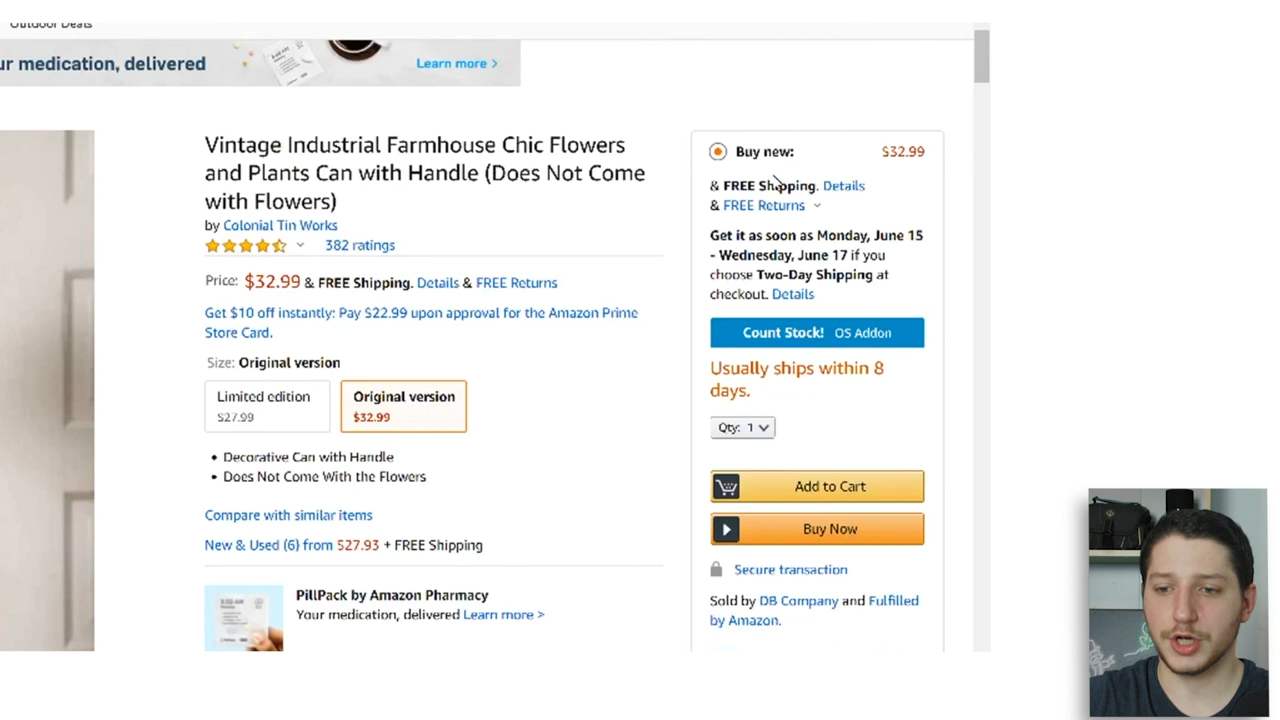 Outdoor Deals
ur medication, delivered
Learn more >
Vintage Industrial Farmhouse Chic Flowers
and Plants Can with Handle (Does Not Come
with Flowers)
by Colonial Tin Works
382 ratings
Price: $32.99 & FREE Shipping. Details & FREE Returns
Get $10 off instantly: Pay $22.99 upon approval for the Amazon Prime
Store Card.
Size: Original version
Limited edition
$27.99
Original version
$32.99
• Decorative Can with Handle
• Does Not Come With the Flowers
Compare with similar items
New & Used (6) from $27.93 + FREE Shipping
PillPack by Amazon Pharmacy
Your medication, delivered Learn more >
Buy new: $32.99
& FREE Shipping. Details
& FREE Returns
Get it as soon as Monday, June 15
- Wednesday, June 17 if you
choose Two-Day Shipping at
checkout. Details
Count Stock! OS Addon
Usually ships within 8
days.
Qty: 1
Add to Cart
Buy Now
Secure transaction
Sold by DB Company and Fulfilled
by Amazon.